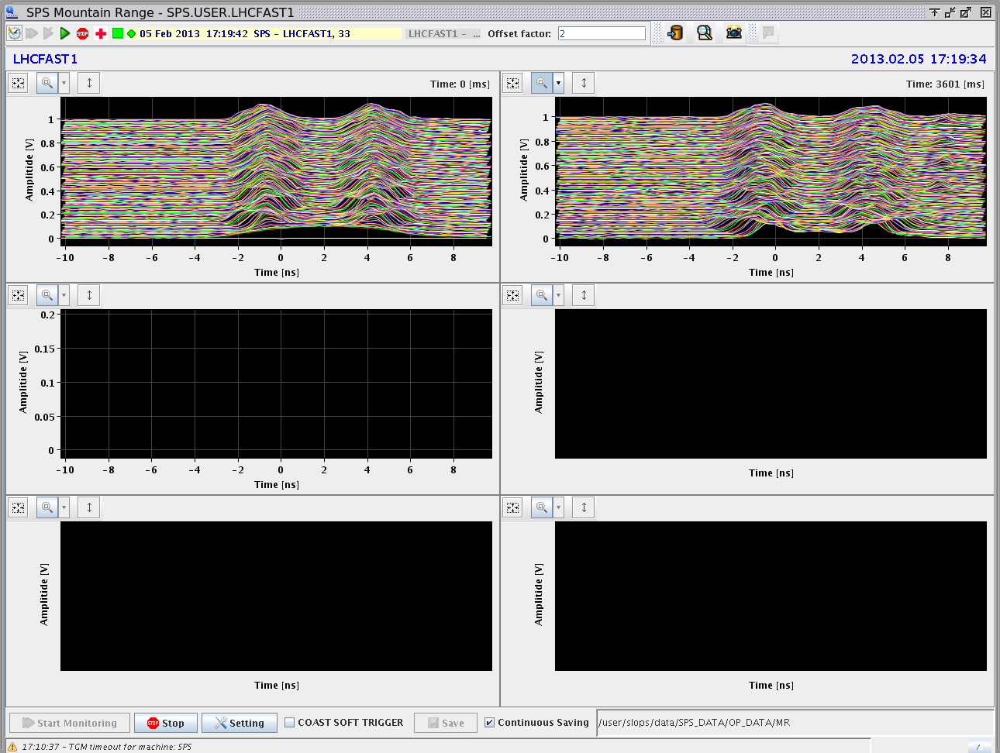 SPS Mountain Range - SPS.USER.LHCFAST1
STOP 05 Feb 2013 17:19:42 SPS - LHCFAST1, 33 LHCFAST1 - ... Offset factor: 2
LHCFAST1 2013.02.05 17:19:34
Time: 0 [ms]
1
0.8
0.6
0.4
0.2
0
Amplitide [V]
-10 -8 -6 -4 -2 0 2 4 6 8
Time [ns]
Time: 3601 [ms]
1
0.8
0.6
0.4
0.2
0
Amplitide [V]
-10 -8 -6 -4 -2 0 2 4 6 8
Time [ns]
0.2
0.15
0.1
0.05
0
Amplitide [V]
-10 -8 -6 -4 -2 0 2 4 6 8
Time [ns]
Amplitide [V]
Time [ns]
Amplitide [V]
Time [ns]
Amplitide [V]
Time [ns]
Start Monitoring STOP Stop Setting COAST SOFT TRIGGER Save Continuous Saving /user/slops/data/SPS_DATA/OP_DATA/MR
17:10:37 - TGM timeout for machine: SPS